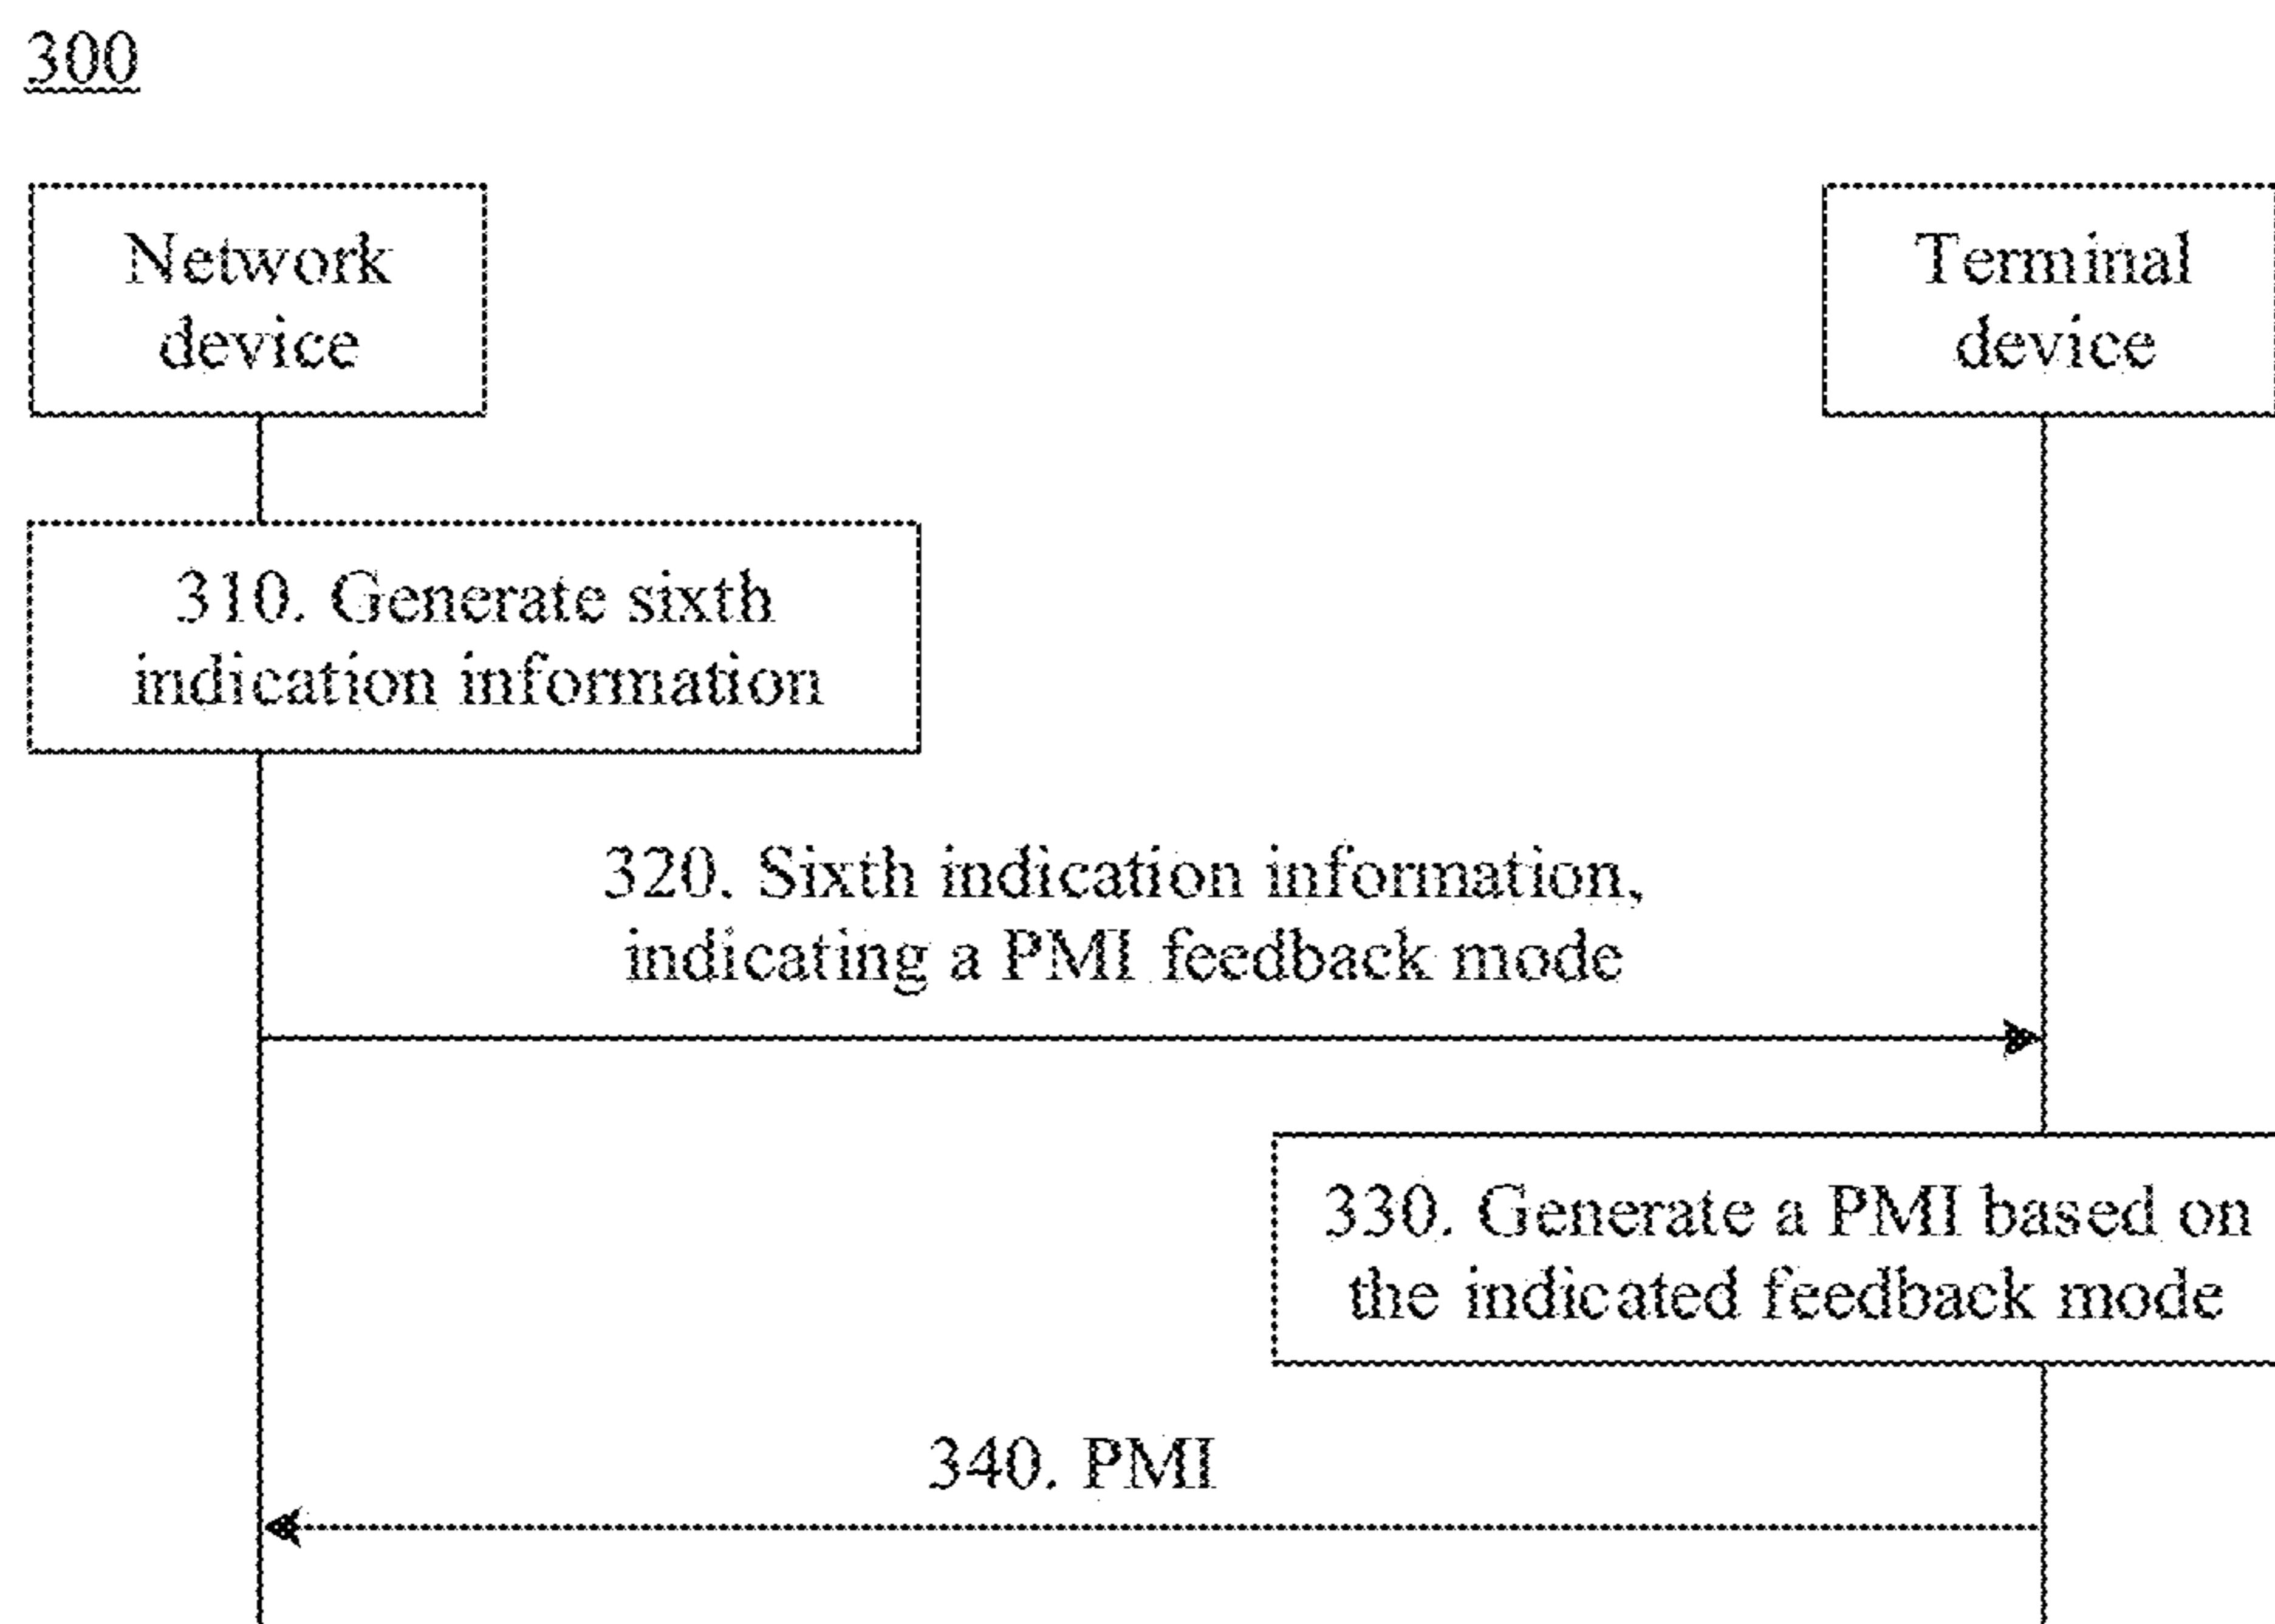 300
Network
device
Terminal
device
310. Generate sixth
indication information
320. Sixth indication information,
indicating a PMI feedback mode
330. Generate a PMI based on
the indicated feedback mode
340. PMI